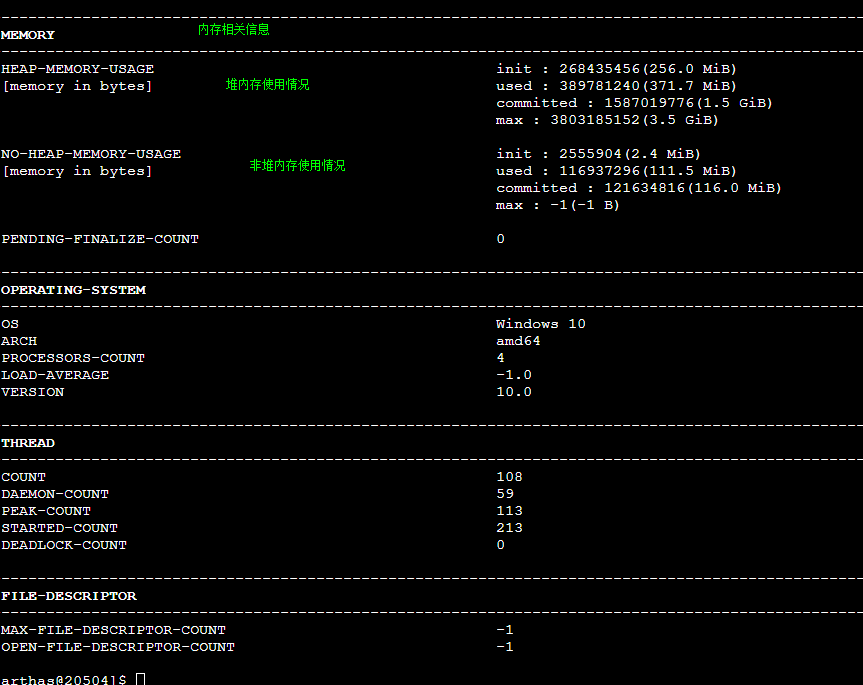 MEMORY 内存相关信息
HEAP-MEMORY-USAGE init : 268435456(256.0 MiB)
[memory in bytes] 堆内存使用情况 used : 389781240(371.7 MiB)
committed : 1587019776(1.5 GiB)
max : 3803185152(3.5 GiB)
NO-HEAP-MEMORY-USAGE init : 2555904(2.4 MiB)
[memory in bytes] 非堆内存使用情况 used : 116937296(111.5 MiB)
committed : 121634816(116.0 MiB)
max : -1(-1 B)
PENDING-FINALIZE-COUNT 0
OPERATING-SYSTEM
OS Windows 10
ARCH amd64
PROCESSORS-COUNT 4
LOAD-AVERAGE -1.0
VERSION 10.0
THREAD
COUNT 108
DAEMON-COUNT 59
PEAK-COUNT 113
STARTED-COUNT 213
DEADLOCK-COUNT 0
FILE-DESCRIPTOR
MAX-FILE-DESCRIPTOR-COUNT -1
OPEN-FILE-DESCRIPTOR-COUNT -1
arthas@20504]$